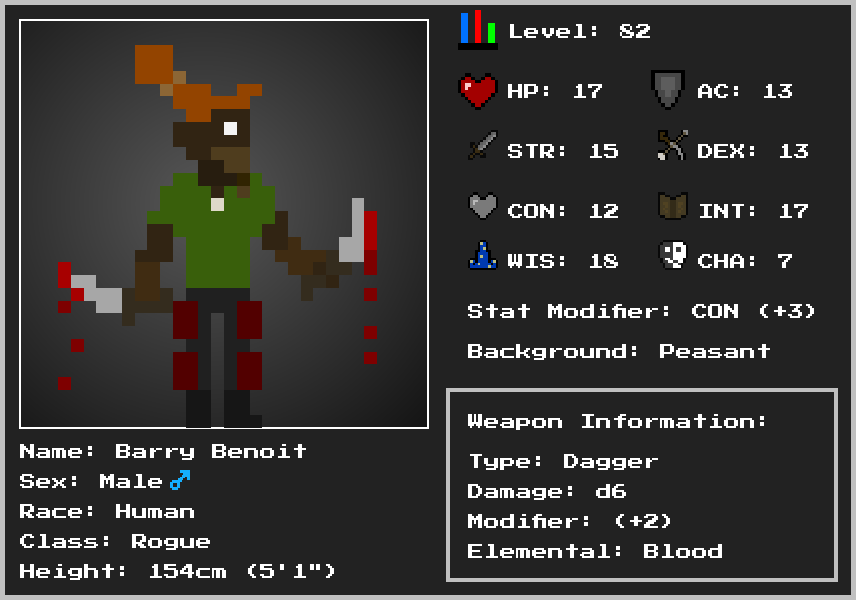 Level: 82
HP: 17 AC: 13
STR: 15 DEX: 13
CON: 12 INT: 17
WIS: 18 CHA: 7
Stat Modifier: CON (+3)
Background: Peasant
Weapon Information:
Type: Dagger
Damage: d6
Modifier: (+2)
Elemental: Blood
Name: Barry Benoit
Sex: Male♂
Race: Human
Class: Rogue
Height: 154cm (5'1")